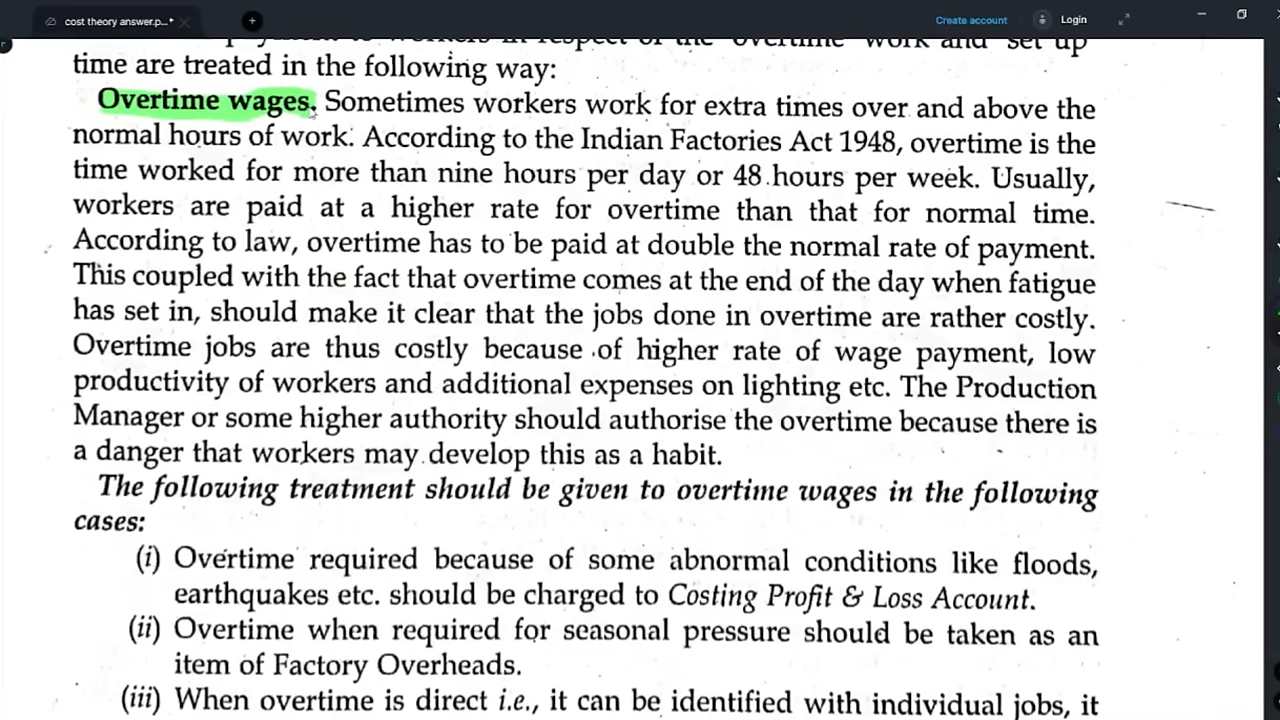 cost theory answer.p...*
+
Create account
Login
time are treated in the following way:
Overtime wages. Sometimes workers work for extra times over and above the
normal hours of work. According to the Indian Factories Act 1948, overtime is the
time worked for more than nine hours per day or 48 hours per week. Usually,
workers are paid at a higher rate for overtime than that for normal time.
According to law, overtime has to be paid at double the normal rate of payment.
This coupled with the fact that overtime comes at the end of the day when fatigue
has set in, should make it clear that the jobs done in overtime are rather costly.
Overtime jobs are thus costly because of higher rate of wage payment, low
productivity of workers and additional expenses on lighting etc. The Production
Manager or some higher authority should authorise the overtime because there is
a danger that workers may develop this as a habit.
The following treatment should be given to overtime wages in the following
cases:
(i) Overtime required because of some abnormal conditions like floods,
earthquakes etc. should be charged to Costing Profit & Loss Account.
(ii) Overtime when required for seasonal pressure should be taken as an
item of Factory Overheads.
(iii) When overtime is direct i.e., it can be identified with individual jobs, it